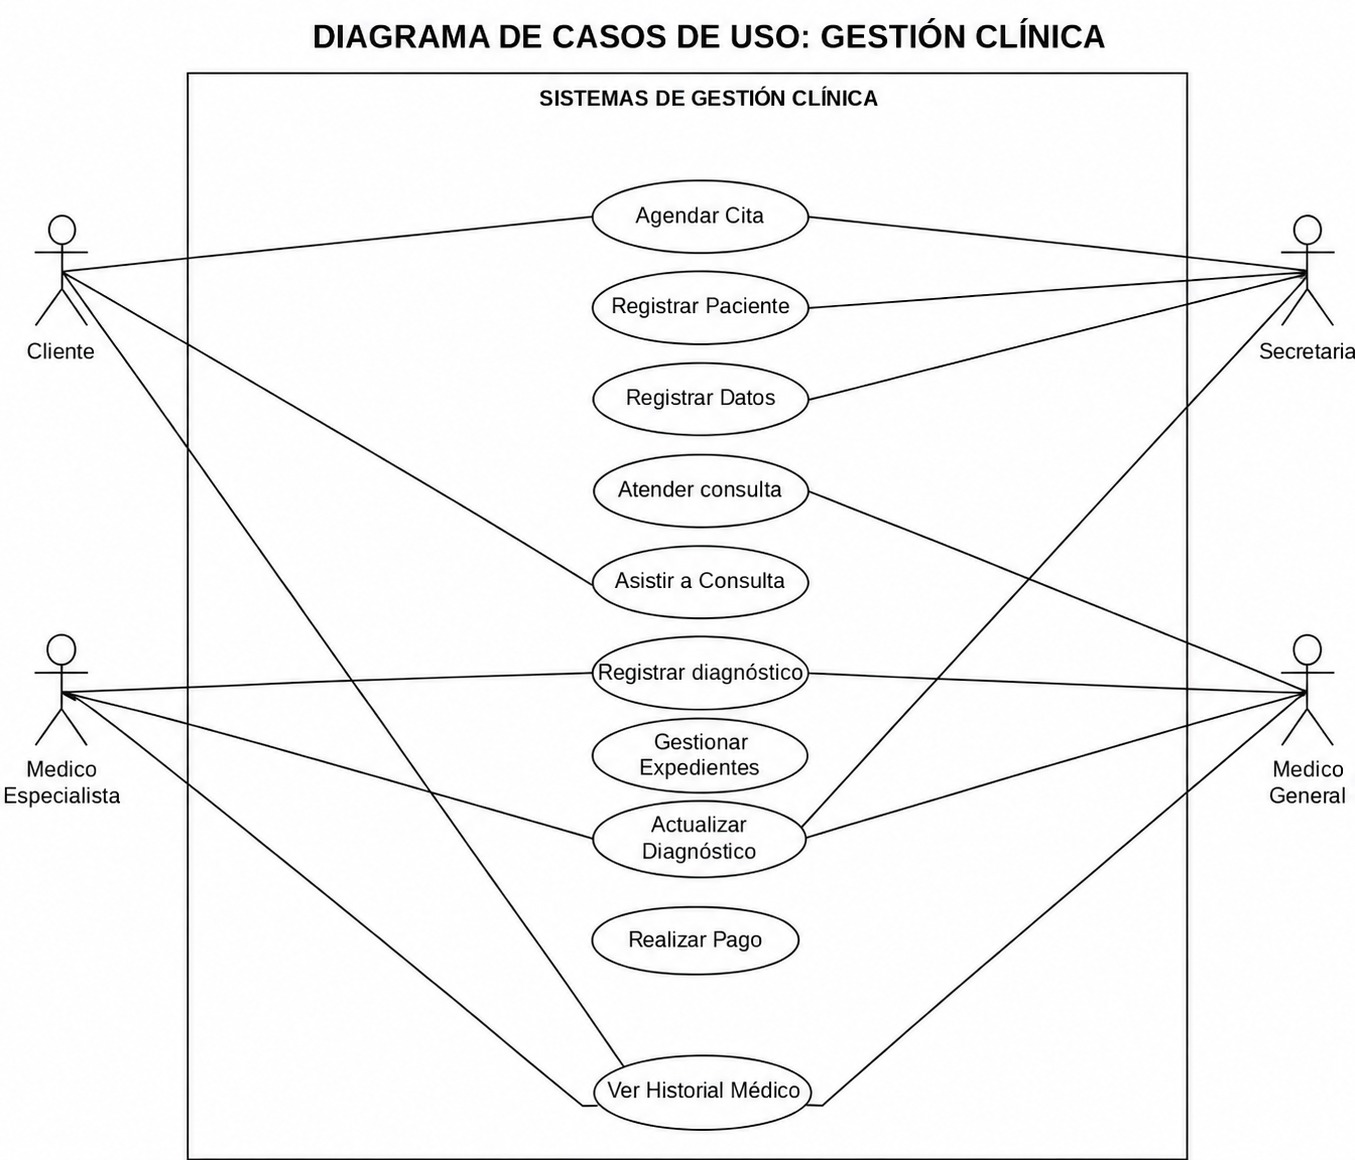 DIAGRAMA DE CASOS DE USO: GESTIÓN CLÍNICA
SISTEMAS DE GESTIÓN CLÍNICA
Agendar Cita
Registrar Paciente
Cliente
Secretaria
Registrar Datos
Atender consulta
Asistir a Consulta
Registrar diagnóstico
Gestionar
Expedientes
Medico
Especialista
Medico
General
Actualizar
Diagnóstico
Realizar Pago
Ver Historial Médico